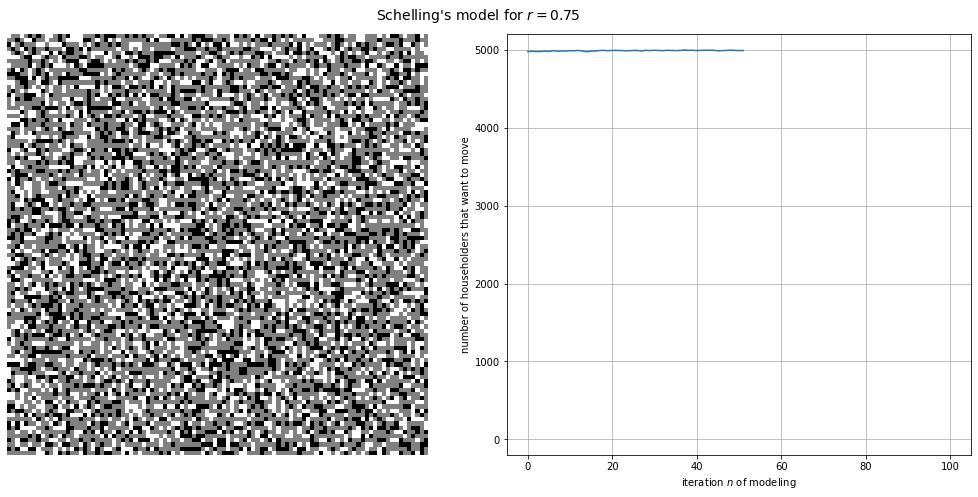 Schelling's model for r = 0.75
number of householders that want to move
5000
4000
3000
2000
1000
0
0 20 40 60 80 100
iteration n of modeling